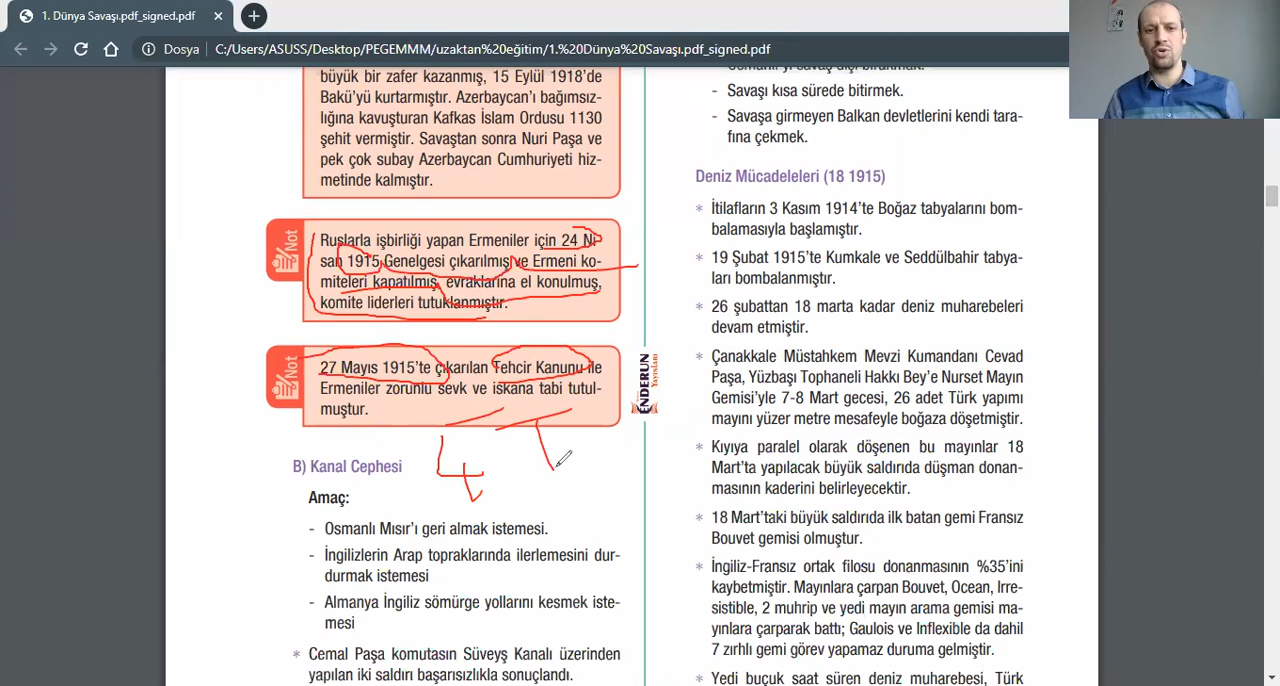 1. Dünya Savaşı.pdf_signed.pdf
Dosya
C:/Users/ASUSS/Desktop/PEGEMMM/uzaktan%20eğitim/1.%20Dünya%20Savaşı.pdf_signed.pdf
büyük bir zafer kazanmış, 15 Eylül 1918'de
Bakü'yü kurtarmıştır. Azerbaycan'ı bağımsız-
lığına kavuşturan Kafkas İslam Ordusu 1130
şehit vermiştir. Savaştan sonra Nuri Paşa ve
pek çok subay Azerbaycan Cumhuriyeti hiz-
metinde kalmıştır.
Not
Ruslarla işbirliği yapan Ermeniler için 24 Ni-
san 1915 Genelgesi çıkarılmış ve Ermeni ko-
miteleri kapatılmış, evraklarına el konulmuş,
komite liderleri tutuklanmıştır.
Not
27 Mayıs 1915'te çıkarılan Tehcir Kanunu ile
Ermeniler zorunlu sevk ve iskana tabi tutul-
muştur.
B) Kanal Cephesi
Amaç:
- Osmanlı Mısır'ı geri almak istemesi.
- İngilizlerin Arap topraklarında ilerlemesini dur-
durmak istemesi
- Almanya İngiliz sömürge yollarını kesmek iste-
mesi
* Cemal Paşa komutasın Süveyş Kanalı üzerinden
yapılan iki saldırı başarısızlıkla sonuçlandı.
ENDERUN
Yayınları
Osmanlı'yı savaş dışı bırakmak.
- Savaşı kısa sürede bitirmek.
- Savaşa girmeyen Balkan devletlerini kendi tara-
fına çekmek.
Deniz Mücadeleleri (18 1915)
* İtilafların 3 Kasım 1914'te Boğaz tabyalarını bom-
balamasıyla başlamıştır.
* 19 Şubat 1915'te Kumkale ve Seddülbahir tabya-
ları bombalanmıştır.
* 26 şubattan 18 marta kadar deniz muharebeleri
devam etmiştir.
* Çanakkale Müstahkem Mevzi Kumandanı Cevad
Paşa, Yüzbaşı Tophaneli Hakkı Bey'e Nurset Mayın
Gemisi'yle 7-8 Mart gecesi, 26 adet Türk yapımı
mayını yüzer metre mesafeyle boğaza döşetmiştir.
* Kıyıya paralel olarak döşenen bu mayınlar 18
Mart'ta yapılacak büyük saldırıda düşman donan-
masının kaderini belirleyecektir.
* 18 Mart'taki büyük saldırıda ilk batan gemi Fransız
Bouvet gemisi olmuştur.
* İngiliz-Fransız ortak filosu donanmasının %35'ini
kaybetmiştir. Mayınlara çarpan Bouvet, Ocean, Irre-
sistible, 2 muhrip ve yedi mayın arama gemisi ma-
yınlara çarparak battı; Gaulois ve Inflexible da dahil
7 zırhlı gemi görev yapamaz duruma gelmiştir.
* Yedi buçuk saat süren deniz muharebesi, Türk